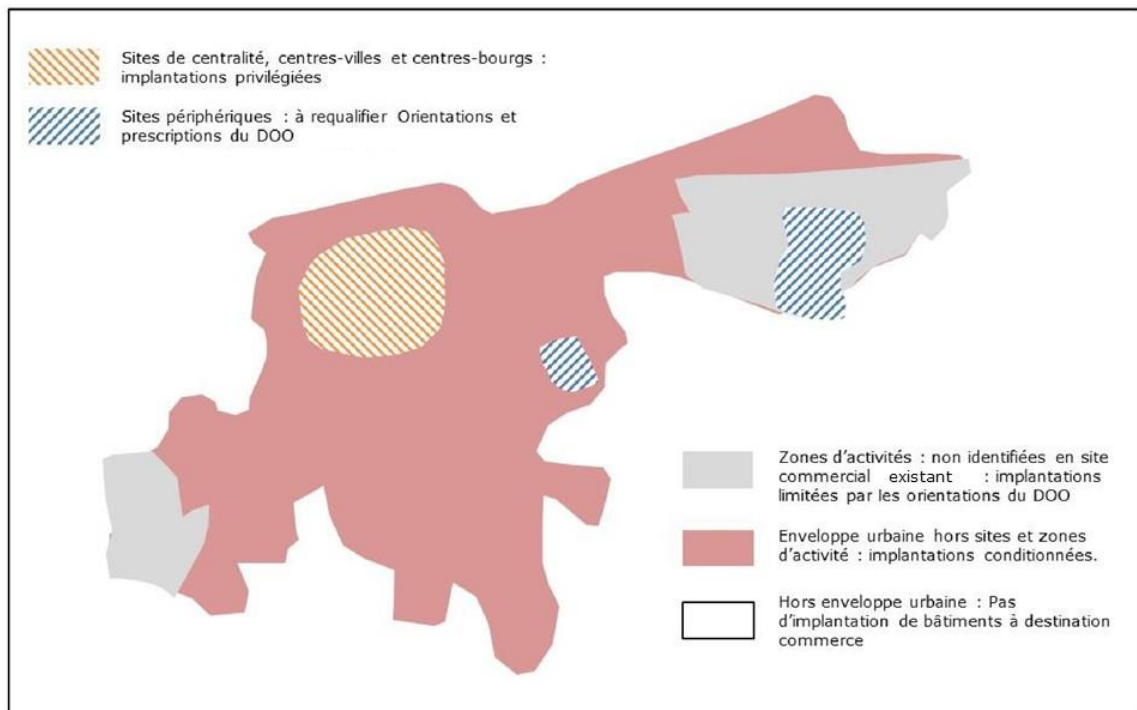 Sites de centralité, centres-villes et centres-bourgs :
implantations privilégiées
Sites périphériques : à requalifier Orientations et
prescriptions du DOO
Zones d'activités : non identifiées en site
commercial existant : implantations
limitées par les orientations du DOO
Enveloppe urbaine hors sites et zones
d'activité : implantations conditionnées.
Hors enveloppe urbaine : Pas
d'implantation de bâtiments à destination
commerce